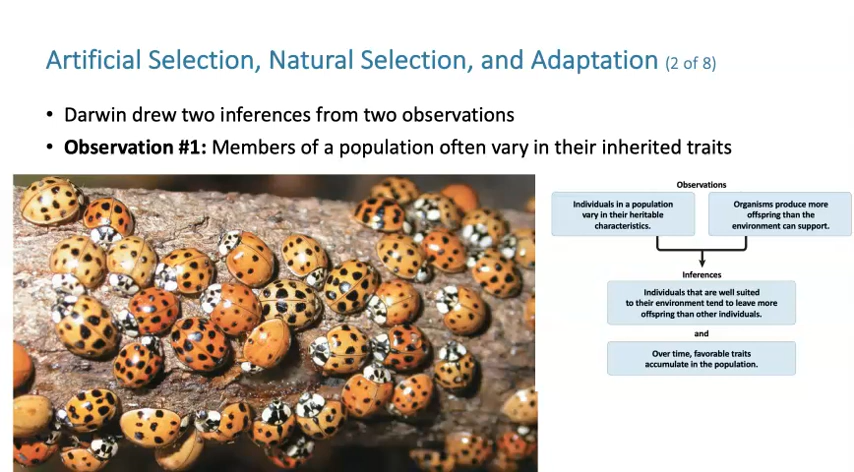 Artificial Selection, Natural Selection, and Adaptation (2 of 8)
• Darwin drew two inferences from two observations
• Observation #1: Members of a population often vary in their inherited traits
Observations
Individuals in a population
vary in their heritable
characteristics.
Organisms produce more
offspring than the
environment can support.
Inferences
Individuals that are well suited
to their environment tend to leave more
offspring than other individuals.
and
Over time, favorable traits
accumulate in the population.